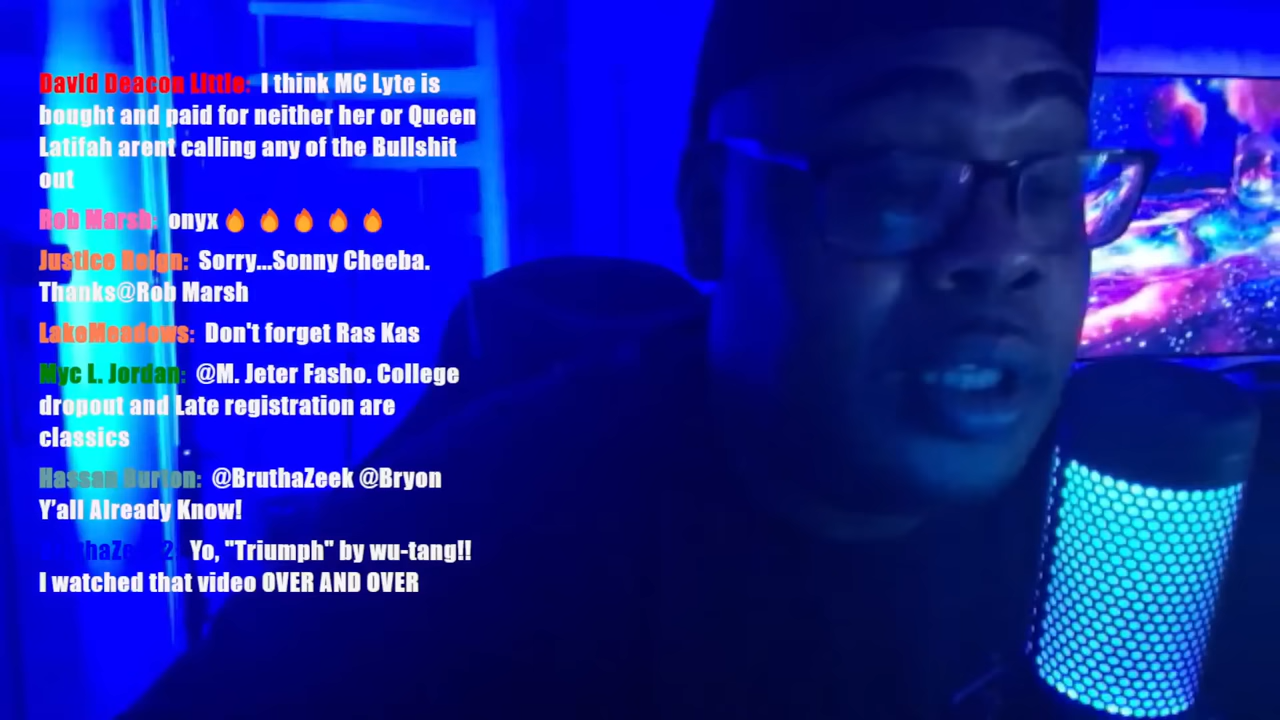 David Deacon Little: I think MC Lyte is
bought and paid for neither her or Queen
Latifah arent calling any of the Bullshit
out
Rob Marsh: onyx🔥 🔥 🔥 🔥 🔥
Justice Reign: Sorry...Sonny Cheeba.
Thanks@Rob Marsh
LakeMeadows: Don't forget Ras Kas
Myc L. Jordan: @M. Jeter Fasho. College
dropout and Late registration are
classics
Hassan Burton: @BruthaZeek @Bryon
Y'all Already Know!
Yo, "Triumph" by wu-tang!!
I watched that video OVER AND OVER